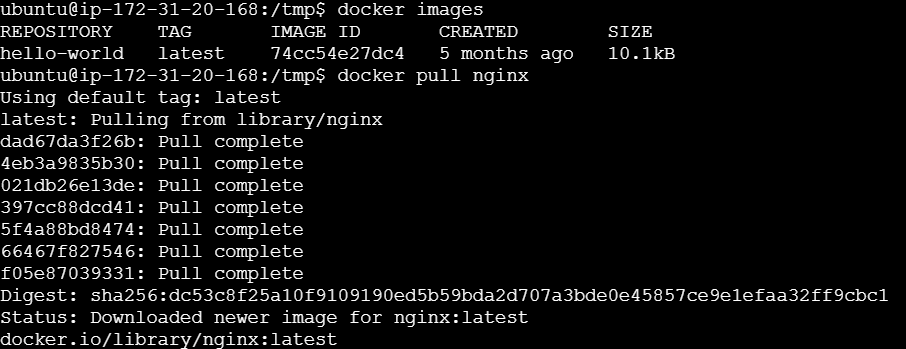 ubuntu@ip-172-31-20-168:/tmp$ docker images
REPOSITORY    TAG       IMAGE ID       CREATED        SIZE
hello-world   latest    74cc54e27dc4   5 months ago   10.1kB
ubuntu@ip-172-31-20-168:/tmp$ docker pull nginx
Using default tag: latest
latest: Pulling from library/nginx
dad67da3f26b: Pull complete
4eb3a9835b30: Pull complete
021db26e13de: Pull complete
397cc88dcd41: Pull complete
5f4a88bd8474: Pull complete
66467f827546: Pull complete
f05e87039331: Pull complete
Digest: sha256:dc53c8f25a10f9109190ed5b59bda2d707a3bde0e45857ce9e1efaa32ff9cbc1
Status: Downloaded newer image for nginx:latest
docker.io/library/nginx:latest